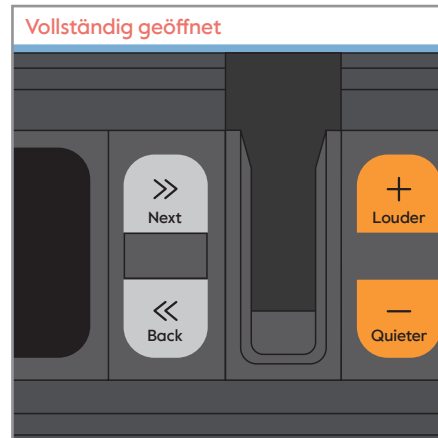 Vollständig geöffnet
Next
Back
+
Louder
−
Quieter